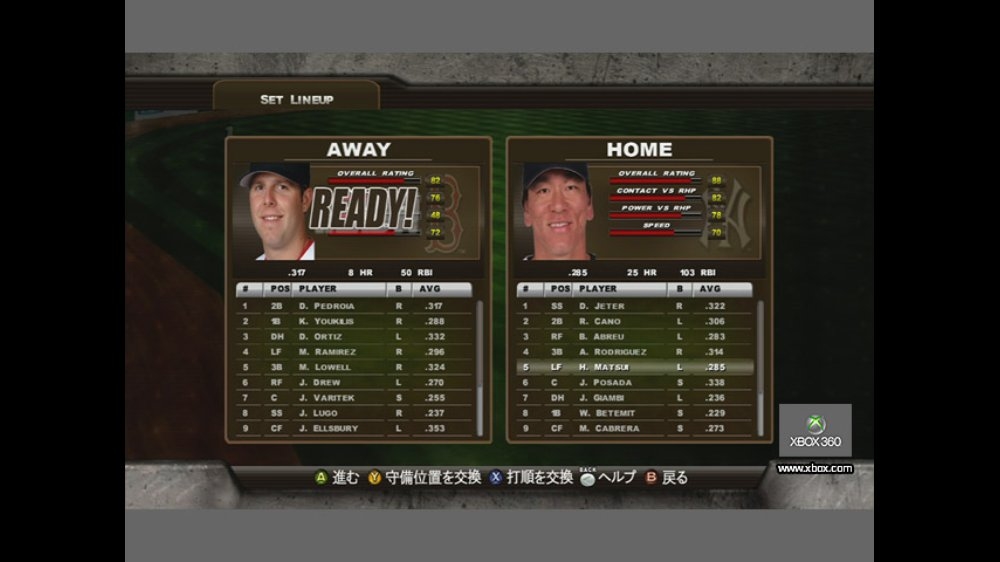 SET LINEUP
AWAY
OVERALL RATING 82
76
48
72
READY!
.317 8 HR 50 RBI
# POS PLAYER B AVG
1 2B D. PEDROIA R .317
2 1B K. YOUKILIS R .288
3 DH D. ORTIZ L .332
4 LF M. RAMIREZ R .296
5 3B M. LOWELL R .324
6 RF J. DREW L .270
7 C J. VARITEK S .255
8 SS J. LUGO R .237
9 CF J. ELLSBURY L .353
HOME
OVERALL RATING 88
CONTACT VS RHP 82
POWER VS RHP 78
SPEED 70
.285 25 HR 103 RBI
# POS PLAYER B AVG
1 SS D. JETER R .322
2 2B R. CANO L .306
3 RF B. ABREU L .283
4 3B A. RODRIGUEZ R .314
5 LF H. MATSUI L .285
6 C J. POSADA S .338
7 DH J. GIAMBI L .236
8 1B W. BETEMIT S .229
9 CF M. CABRERA S .273
XBOX 360
www.xbox.com
A 進む Y 守備位置を交換 X 打順を交換 BACK ヘルプ B 戻る